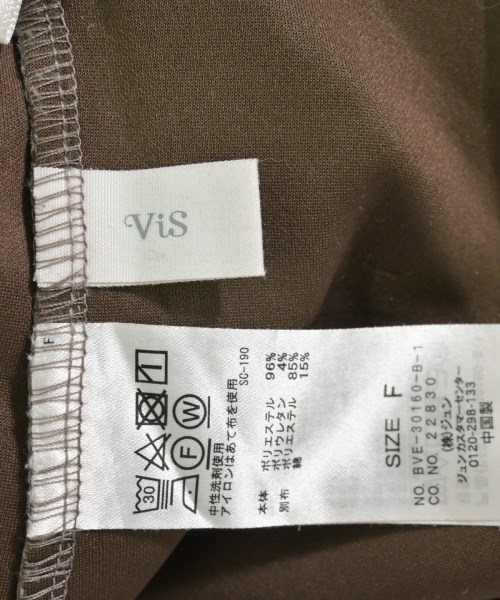 ViS
F
30
F
W
中性洗剤使用
アイロンはあて布を使用
SC-190
本体 ポリエステル 96%
ポリウレタン 4%
別布 ポリエステル 85%
綿 15%
SIZE F
NO. BVE-30160-B-1
CO. NO. 22830
(株)ジュン
ジュンカスタマーセンター
0120-298-133
中国製